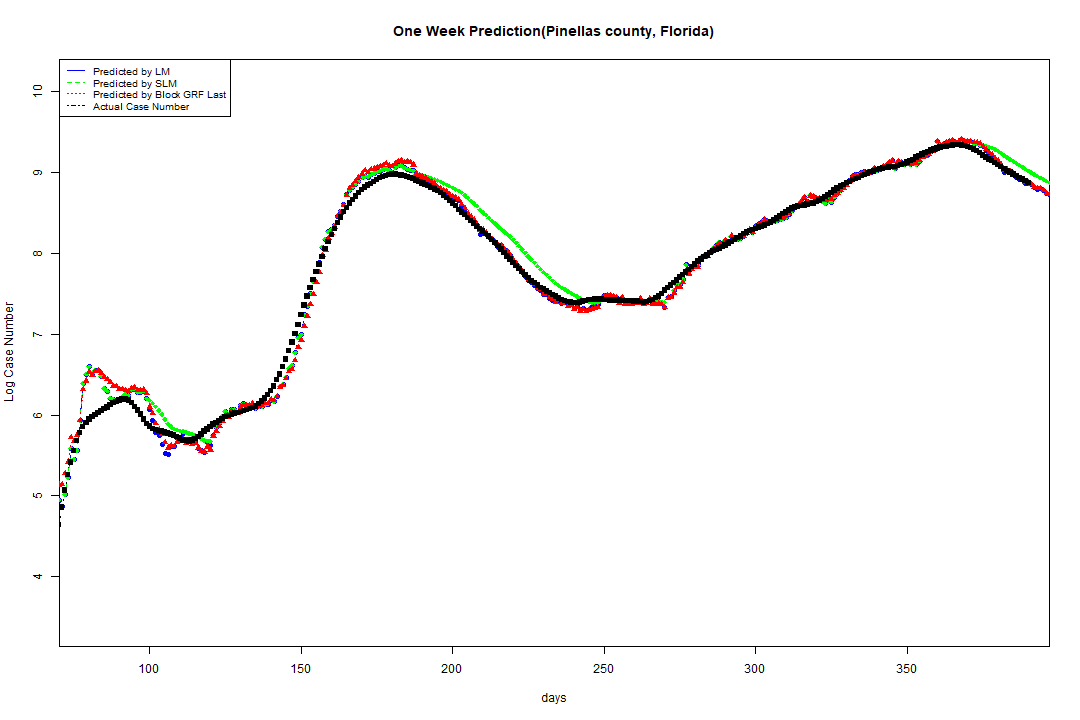 One Week Prediction(Pinellas county, Florida)
Predicted by LM
Predicted by SLM
Predicted by Block GRF Last
Actual Case Number
10
9
8
7
6
5
4
Log Case Number
100 150 200 250 300 350
days